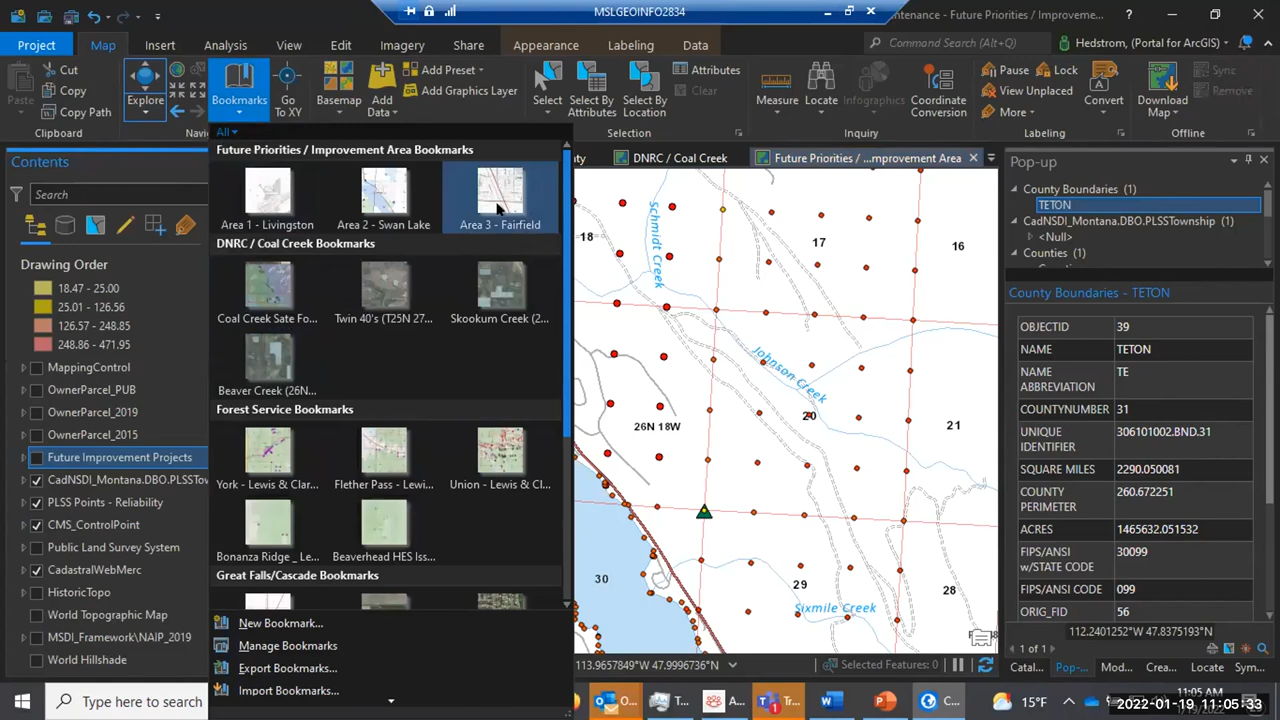 MSLGEOINFO2834
ntenance - Future Priorities / Improveme...
?
Project
Map
Insert
Analysis
View
Edit
Imagery
Share
Appearance
Labeling
Data
Command Search (Alt+Q)
Hedstrom, (Portal for ArcGIS)
Paste
Cut
Copy
Copy Path
Clipboard
Explore
Bookmarks
Go To XY
Navi
Basemap
Add Data
Add Preset
Add Graphics Layer
Select
Select By Attributes
Select By Location
Attributes
Clear
Selection
Measure
Locate
Infographics
Coordinate Conversion
Inquiry
Pause
Lock
View Unplaced
More
Convert
Labeling
Download Map
Sync
Remove
Offline
Contents
Search
Drawing Order
18.47 - 25.00
25.01 - 126.56
126.57 - 248.85
248.86 - 471.95
MappingControl
OwnerParcel_PUB
OwnerParcel_2019
OwnerParcel_2015
Future Improvement Projects
CadNSDI_Montana.DBO.PLSSTow
PLSS Points - Reliability
CMS_ControlPoint
Public Land Survey System
CadastralWebMerc
HistoricTopo
World Topographic Map
MSDI_Framework\NAIP_2019
World Hillshade
All
Future Priorities / Improvement Area Bookmarks
Area 1 - Livingston
Area 2 - Swan Lake
Area 3 - Fairfield
DNRC / Coal Creek Bookmarks
Coal Creek Sate Fo...
Twin 40's (T25N 27...
Skookum Creek (2...
Beaver Creek (26N...
Forest Service Bookmarks
York - Lewis & Clar...
Flether Pass - Lewi...
Union - Lewis & Cl...
Bonanza Ridge _ Le...
Beaverhead HES Iss...
Great Falls/Cascade Bookmarks
New Bookmark...
Manage Bookmarks
Export Bookmarks...
Import Bookmarks...
nty
DNRC / Coal Creek
Future Priorities / ...mprovement Area
18
Schmidt Creek
17
16
Johnson Creek
20
21
26N 18W
30
29
28
Sixmile Creek
113.9657849°W 47.9996736°N
Selected Features: 0
Pop-up
County Boundaries (1)
TETON
CadNSDI_Montana.DBO.PLSSTownship (1)
<Null>
Counties (1)
County Boundaries - TETON
OBJECTID 39
NAME TETON
NAME ABBREVIATION TE
COUNTYNUMBER 31
UNIQUE IDENTIFIER 306101002.BND.31
SQUARE MILES 2290.050081
COUNTY PERIMETER 260.672251
ACRES 1465632.051532
FIPS/ANSI w/STATE CODE 30099
FIPS/ANSI CODE 099
ORIG_FID 56
112.2401252°W 47.8375193°N
1 of 1
Catal...
Pop-...
Mod...
Crea...
Locate
Sym...
Type here to search
O...
T...
A...
Tr...
C...
15°F
11:05 AM
2022-01-19 11:05:33